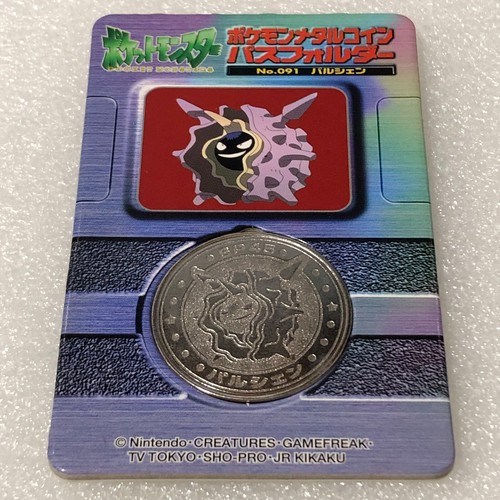 ポケットモンスター
ポケモンメタルコイン
パスフォルダー
No.091 パルシェン
パルシェン
© Nintendo・CREATURES・GAMEFREAK・
TV TOKYO・SHO-PRO・JR KIKAKU